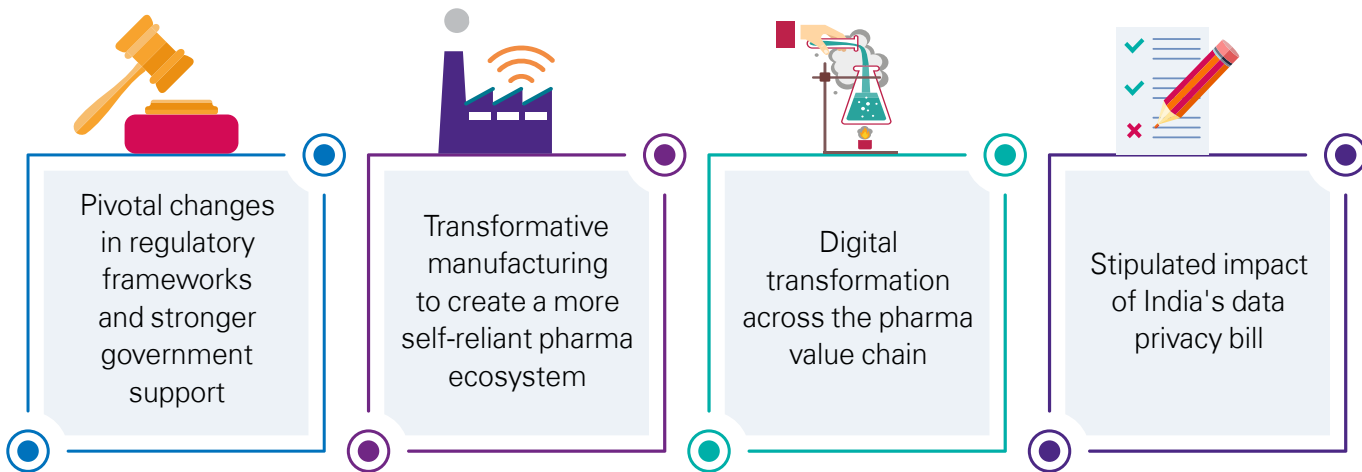 Pivotal changes
in regulatory
frameworks
and stronger
government
support
Transformative
manufacturing
to create a more
self-reliant pharma
ecosystem
Digital
transformation
across the pharma
value chain
Stipulated impact
of India's data
privacy bill